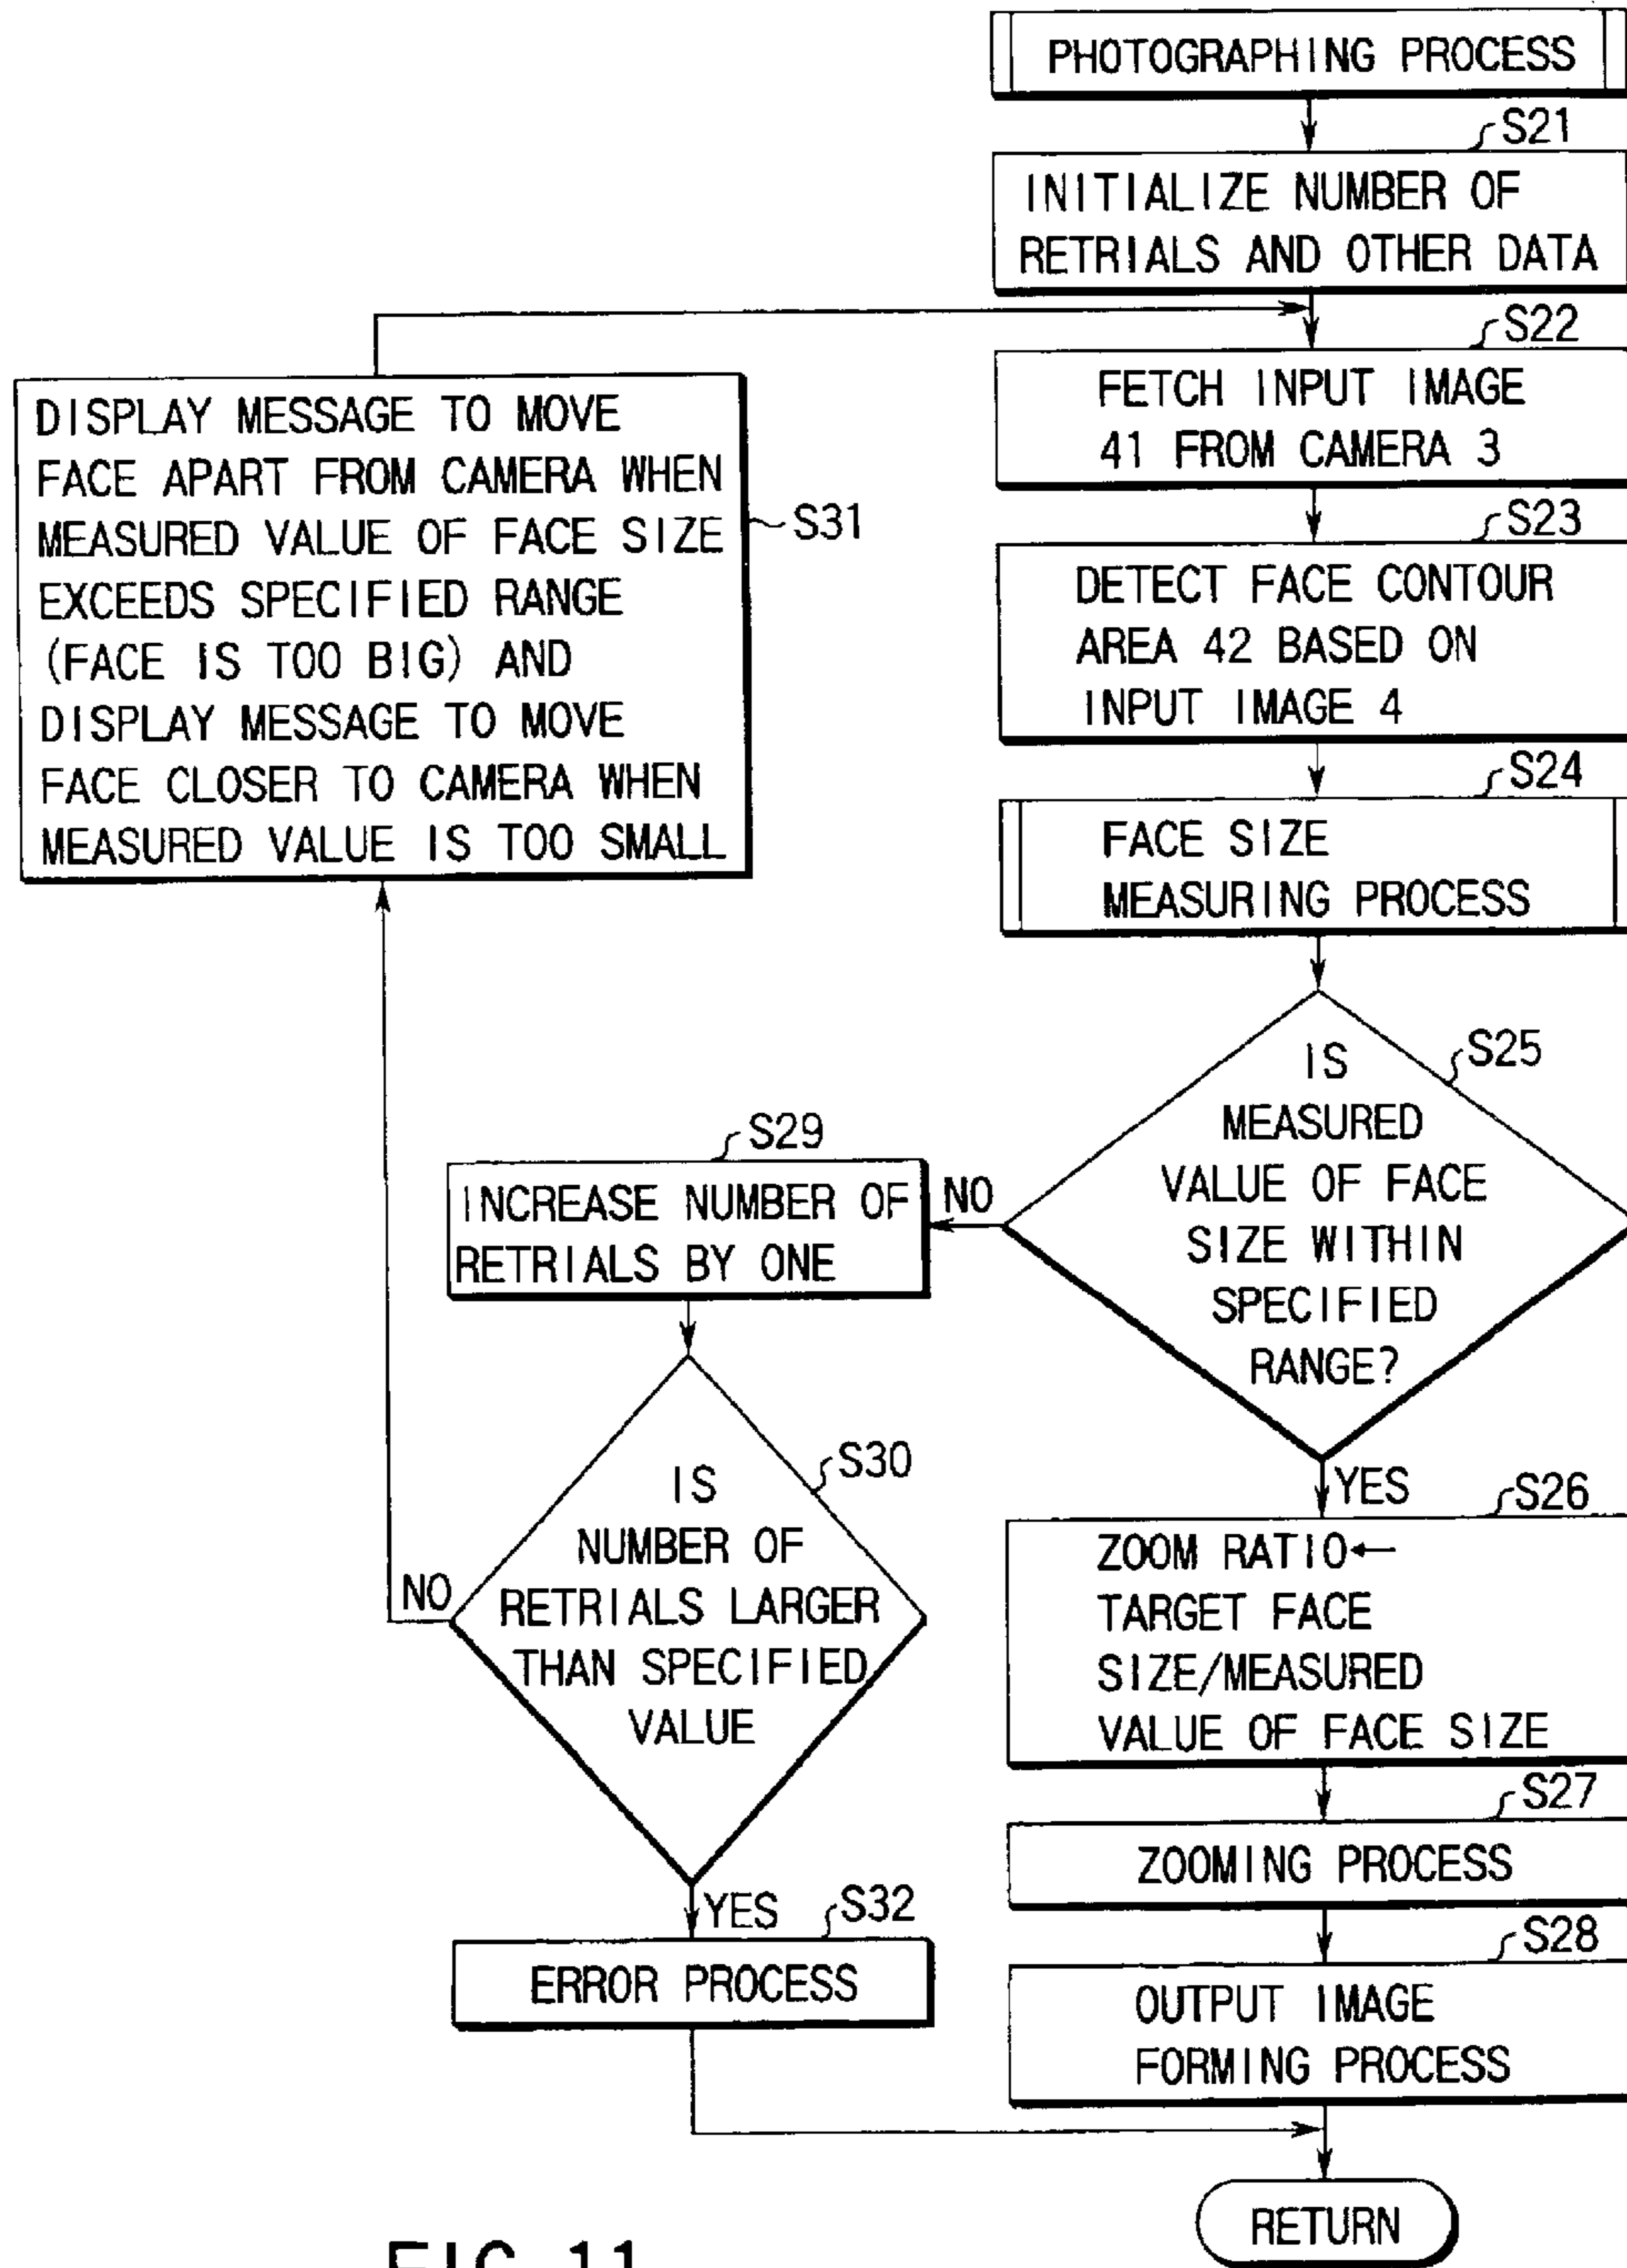 PHOTOGRAPHING PROCESS
S21
INITIALIZE NUMBER OF
RETRIALS AND OTHER DATA
S22
FETCH INPUT IMAGE
41 FROM CAMERA 3
S23
DETECT FACE CONTOUR
AREA 42 BASED ON
INPUT IMAGE 4
S24
FACE SIZE
MEASURING PROCESS
S25
IS
MEASURED
VALUE OF FACE
SIZE WITHIN
SPECIFIED
RANGE?
NO
YES
S26
ZOOM RATIO←
TARGET FACE
SIZE/MEASURED
VALUE OF FACE SIZE
S27
ZOOMING PROCESS
S28
OUTPUT IMAGE
FORMING PROCESS
RETURN
S29
INCREASE NUMBER OF
RETRIALS BY ONE
S30
IS
NUMBER OF
RETRIALS LARGER
THAN SPECIFIED
VALUE
NO
YES
S31
DISPLAY MESSAGE TO MOVE
FACE APART FROM CAMERA WHEN
MEASURED VALUE OF FACE SIZE
EXCEEDS SPECIFIED RANGE
(FACE IS TOO BIG) AND
DISPLAY MESSAGE TO MOVE
FACE CLOSER TO CAMERA WHEN
MEASURED VALUE IS TOO SMALL
S32
ERROR PROCESS
FIG. 11